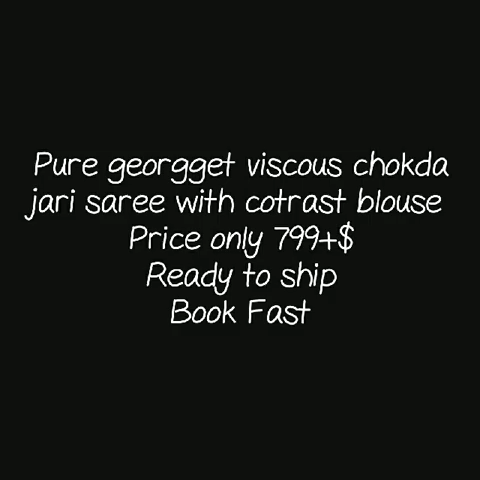 Pure georgget viscous chokda
jari saree with cotrast blouse
Price only 799+$
Ready to ship
Book Fast